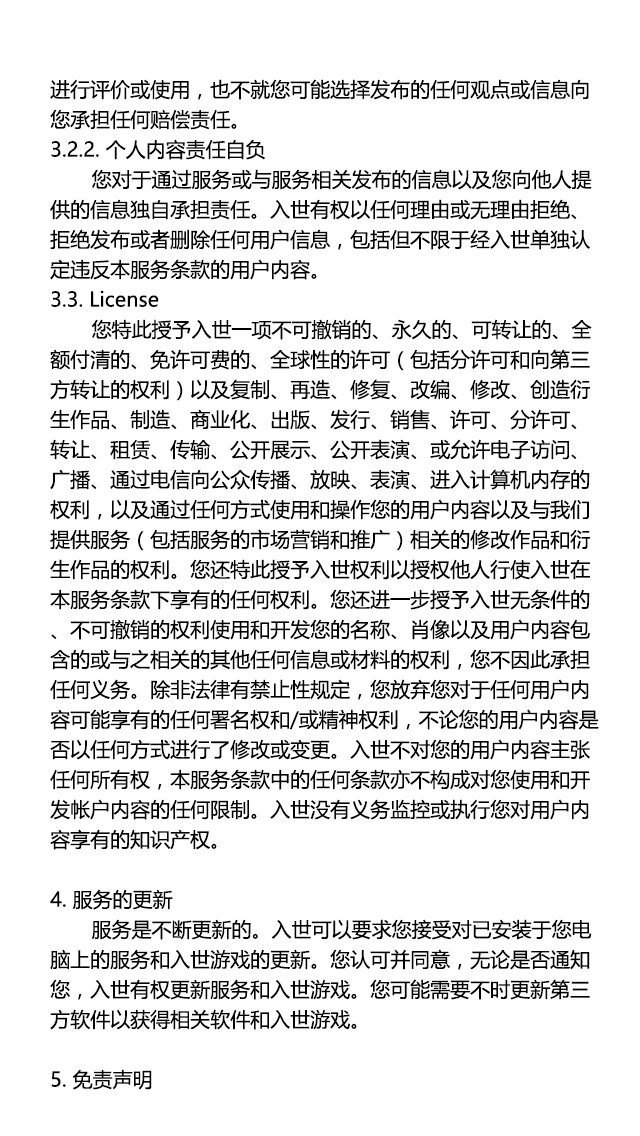 进行评价或使用，也不就您可能选择发布的任何观点或信息向
您承担任何赔偿责任。
3.2.2. 个人内容责任自负
您对于通过服务或与服务相关发布的信息以及您向他人提
供的信息独自承担责任。入世有权以任何理由或无理由拒绝、
拒绝发布或者删除任何用户信息，包括但不限于经入世单独认
定违反本服务条款的用户内容。
3.3. License
您特此授予入世一项不可撤销的、永久的、可转让的、全
额付清的、免许可费的、全球性的许可（包括分许可和向第三
方转让的权利）以及复制、再造、修复、改编、修改、创造衍
生作品、制造、商业化、出版、发行、销售、许可、分许可、
转让、租赁、传输、公开展示、公开表演、或允许电子访问、
广播、通过电信向公众传播、放映、表演、进入计算机内存的
权利，以及通过任何方式使用和操作您的用户内容以及与我们
提供服务（包括服务的市场营销和推广）相关的修改作品和衍
生作品的权利。您还特此授予入世权利以授权他人行使入世在
本服务条款下享有的任何权利。您还进一步授予入世无条件的
、不可撤销的权利使用和开发您的名称、肖像以及用户内容包
含的或与之相关的其他任何信息或材料的权利，您不因此承担
任何义务。除非法律有禁止性规定，您放弃您对于任何用户内
容可能享有的任何署名权和/或精神权利，不论您的用户内容是
否以任何方式进行了修改或变更。入世不对您的用户内容主张
任何所有权，本服务条款中的任何条款亦不构成对您使用和开
发帐户内容的任何限制。入世没有义务监控或执行您对用户内
容享有的知识产权。
4. 服务的更新
服务是不断更新的。入世可以要求您接受对已安装于您电
脑上的服务和入世游戏的更新。您认可并同意，无论是否通知
您，入世有权更新服务和入世游戏。您可能需要不时更新第三
方软件以获得相关软件和入世游戏。
5. 免责声明